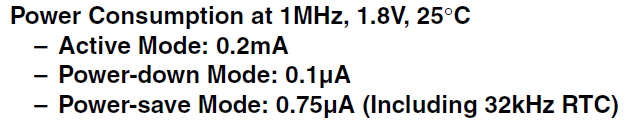 Power Consumption at 1MHz, 1.8V, 25°C
– Active Mode: 0.2mA
– Power-down Mode: 0.1µA
– Power-save Mode: 0.75µA (Including 32kHz RTC)